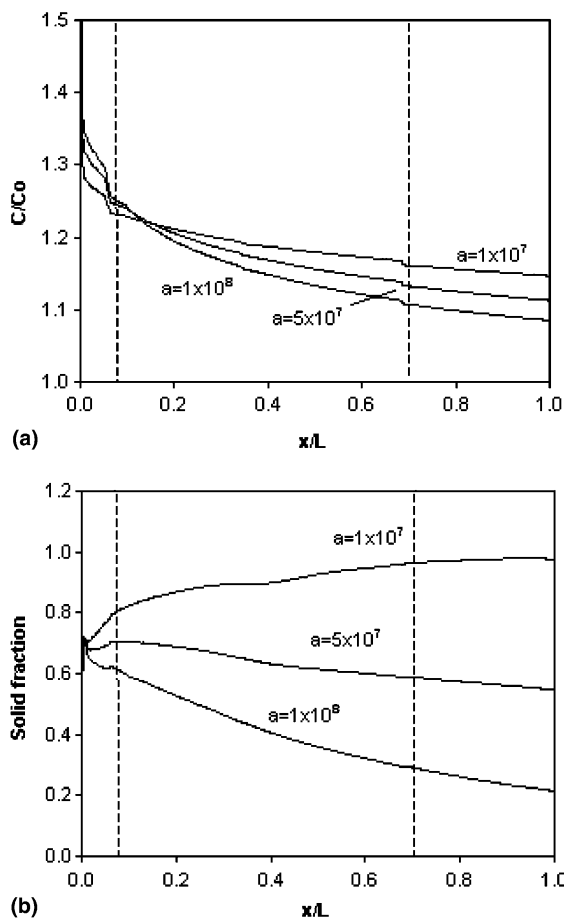 1.5
1.4
1.3
1.2
1.1
1.0
C/Co
a=1x10⁷
a=1x10⁸
a=5x10⁷
0.0 0.2 0.4 0.6 0.8 1.0
(a)
x/L
1.2
1.0
0.8
0.6
0.4
0.2
0.0
Solid fraction
a=1x10⁷
a=5x10⁷
a=1x10⁸
0.0 0.2 0.4 0.6 0.8 1.0
(b)
x/L